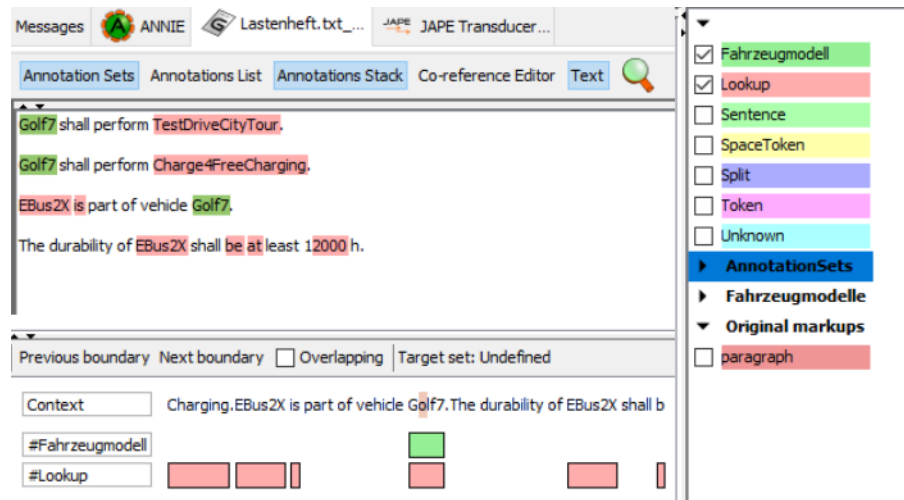 Messages ANNIE Lastenheft.txt_... JAPE JAPE Transducer...
Annotation Sets Annotations List Annotations Stack Co-reference Editor Text
Golf7 shall perform TestDriveCityTour.
Golf7 shall perform Charge4FreeCharging.
EBus2X is part of vehicle Golf7.
The durability of EBus2X shall be at least 12000 h.
Previous boundary Next boundary Overlapping Target set: Undefined
Context Charging.EBus2X is part of vehicle Golf7.The durability of EBus2X shall b
#Fahrzeugmodell
#Lookup
Fahrzeugmodell
Lookup
Sentence
SpaceToken
Split
Token
Unknown
AnnotationSets
Fahrzeugmodelle
Original markups
paragraph